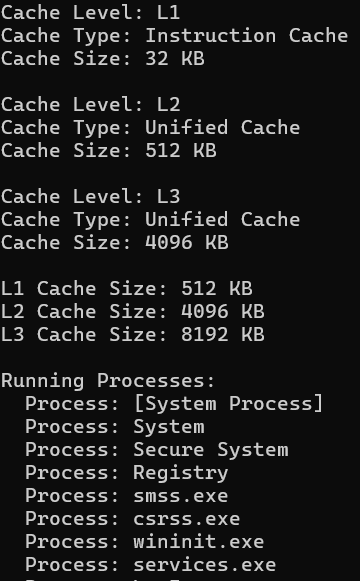 Cache Level: L1
Cache Type: Instruction Cache
Cache Size: 32 KB
Cache Level: L2
Cache Type: Unified Cache
Cache Size: 512 KB
Cache Level: L3
Cache Type: Unified Cache
Cache Size: 4096 KB
L1 Cache Size: 512 KB
L2 Cache Size: 4096 KB
L3 Cache Size: 8192 KB
Running Processes:
Process: [System Process]
Process: System
Process: Secure System
Process: Registry
Process: smss.exe
Process: csrss.exe
Process: wininit.exe
Process: services.exe